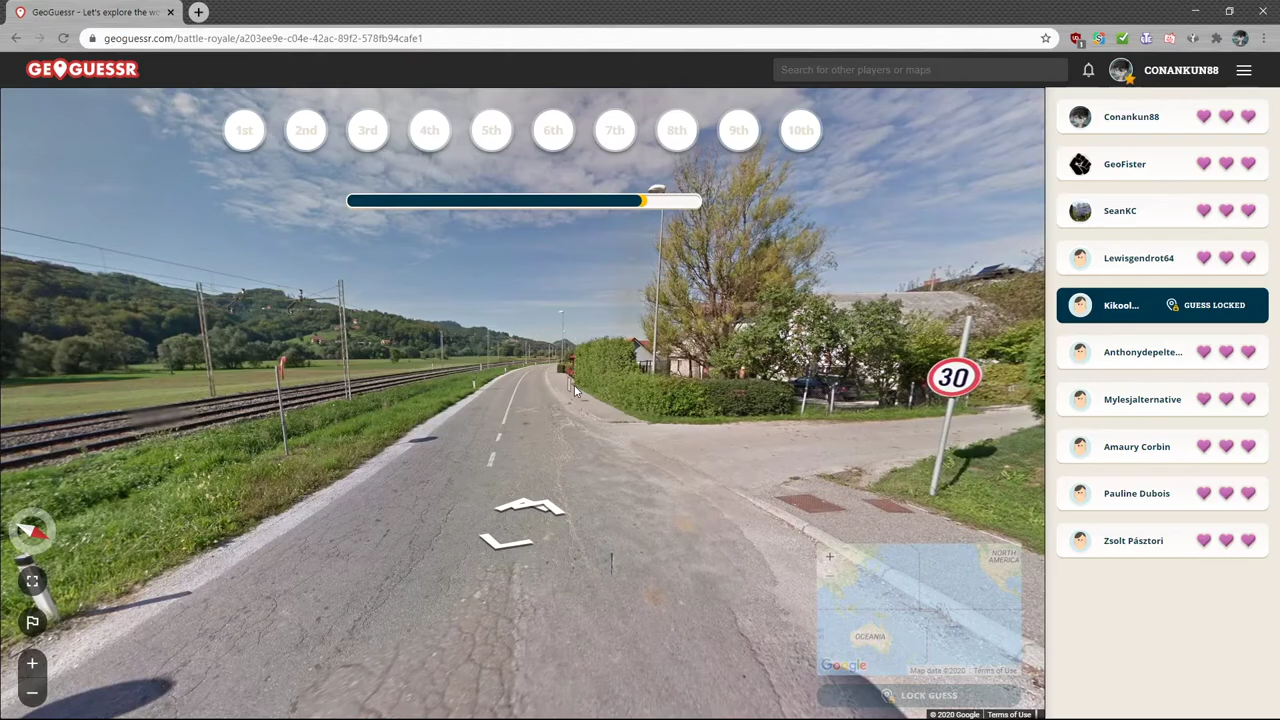 GeoGuessr - Let's explore the wo
geoguessr.com/battle-royale/a203ee9e-c04e-42ac-89f2-578fb94cafe1
1
GEOGUESSR
Search for other players or maps
CONANKUN88
1st 2nd 3rd 4th 5th 6th 7th 8th 9th 10th
Conankun88
GeoFister
SeanKC
Lewisgendrot64
Kikool... GUESS LOCKED
Anthonydepelte...
Mylesjalternative
Amaury Corbin
Pauline Dubois
Zsolt Pásztori
30
NORTH
AMERICA
OCEANIA
Google
Map data ©2020
Terms of Use
LOCK GUESS
© 2020 Google
Terms of Use